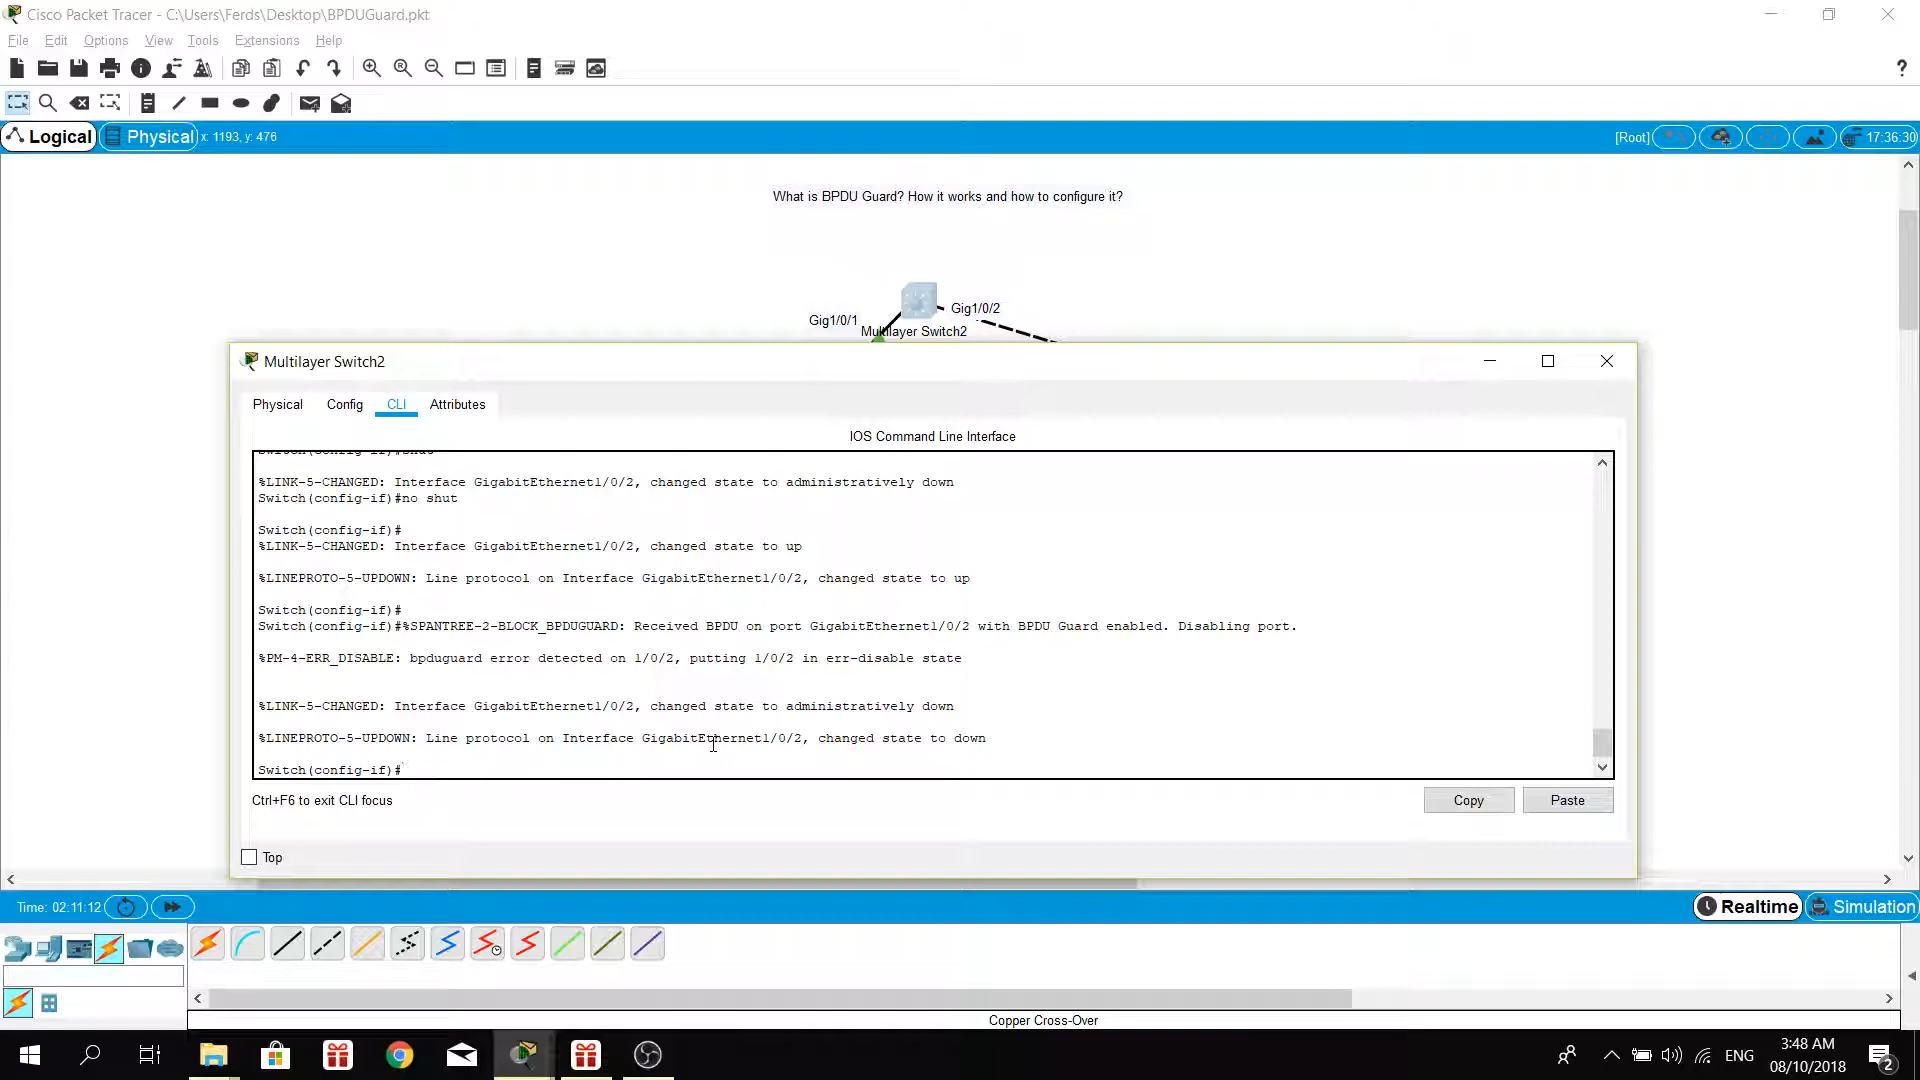 Cisco Packet Tracer - C:\Users\Ferds\Desktop\BPDUGuard.pkt
File Edit Options View Tools Extensions Help
?
Logical Physical x: 1193, y: 476 [Root] 17:36:30
What is BPDU Guard? How it works and how to configure it?
Gig1/0/2
Gig1/0/1
Multilayer Switch2
Multilayer Switch2
Physical Config CLI Attributes
IOS Command Line Interface
Switch(config-if)#shut
%LINK-5-CHANGED: Interface GigabitEthernet1/0/2, changed state to administratively down
Switch(config-if)#no shut
Switch(config-if)#
%LINK-5-CHANGED: Interface GigabitEthernet1/0/2, changed state to up
%LINEPROTO-5-UPDOWN: Line protocol on Interface GigabitEthernet1/0/2, changed state to up
Switch(config-if)#
Switch(config-if)#%SPANTREE-2-BLOCK_BPDUGUARD: Received BPDU on port GigabitEthernet1/0/2 with BPDU Guard enabled. Disabling port.
%PM-4-ERR_DISABLE: bpduguard error detected on 1/0/2, putting 1/0/2 in err-disable state
%LINK-5-CHANGED: Interface GigabitEthernet1/0/2, changed state to administratively down
%LINEPROTO-5-UPDOWN: Line protocol on Interface GigabitEthernet1/0/2, changed state to down
Switch(config-if)#
Ctrl+F6 to exit CLI focus
Copy Paste
Top
Time: 02:11:12 Realtime Simulation
Copper Cross-Over
ENG
3:48 AM
08/10/2018
2